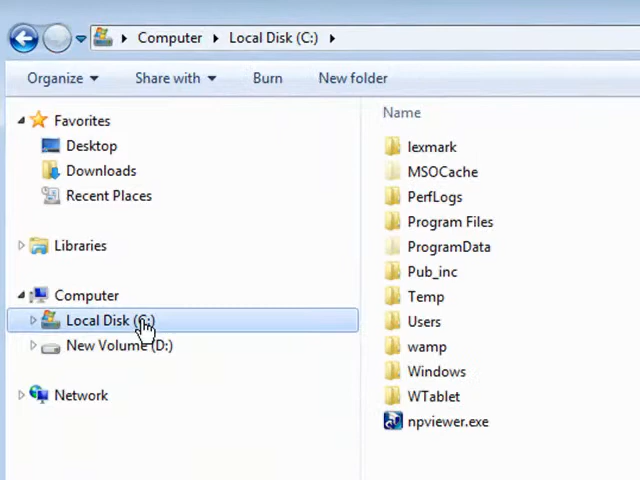 Computer Local Disk (C:)
Organize Share with Burn New folder
Favorites
Desktop
Downloads
Recent Places
Libraries
Computer
Local Disk (C:)
New Volume (D:)
Network
Name
lexmark
MSOCache
PerfLogs
Program Files
ProgramData
Pub_inc
Temp
Users
wamp
Windows
WTablet
npviewer.exe